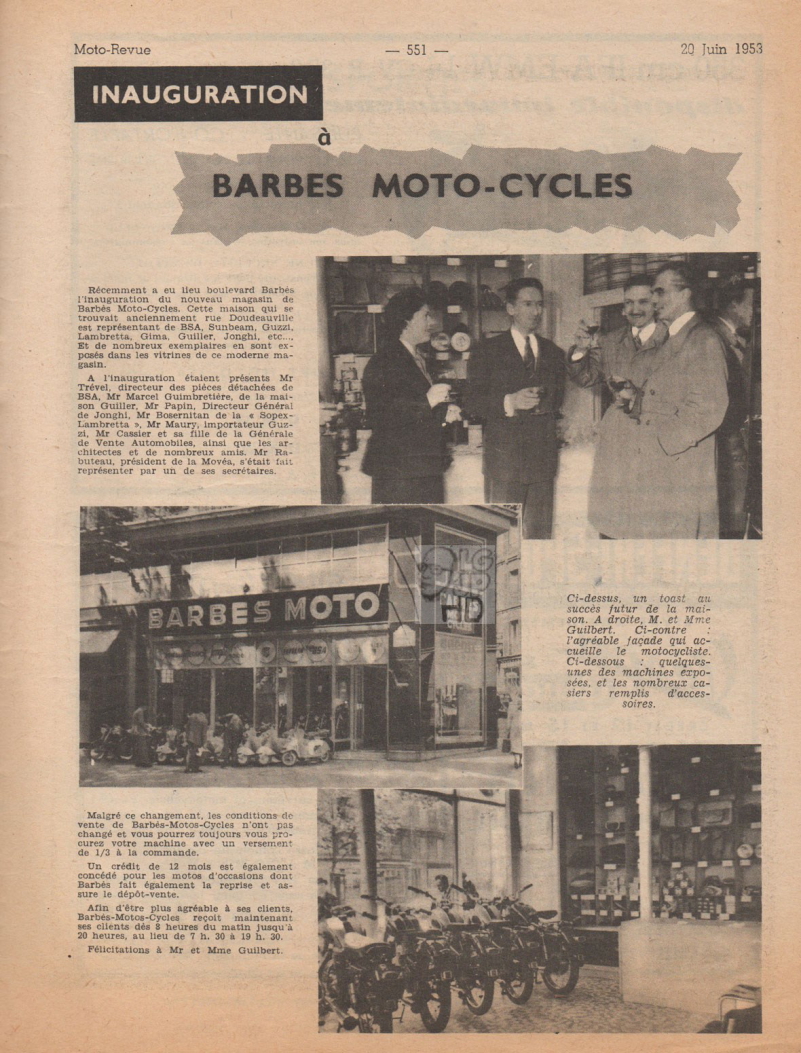 Moto-Revue
— 551 —
20 Juin 1953
INAUGURATION
à
BARBES MOTO-CYCLES
Récemment a eu lieu boulevard Barbès
l'inauguration du nouveau magasin de
Barbés Moto-Cycles. Cette maison qui se
trouvait anciennement rue Doudeauville
est représentant de BSA, Sunbeam, Guzzi,
Lambretta, Gima, Guiller, Jonghi, etc...,
Et de nombreux exemplaires en sont ex-
posés dans les vitrines de ce moderne ma-
gasin.
A l'inauguration étaient présents Mr
Trével, directeur des pièces détachées de
BSA, Mr Marcel Guimbretière, de la mai-
son Guiller, Mr Papin, Directeur Général
de Jonghi, Mr Bosernitan de la « Sopex-
Lambretta », Mr Maury, importateur Guz-
zi, Mr Cassier et sa fille de la Générale
de Vente Automobiles, ainsi que les ar-
chitectes et de nombreux amis. Mr Ra-
buteau, président de la Movéa, s'était fait
représenter par un de ses secrétaires.
BARBES MOTO
BSA
Ci-dessus, un toast au
succès futur de la mai-
son. A droite, M. et Mme
Guilbert. Ci-contre :
l'agréable façade qui ac-
cueille le motocycliste.
Ci-dessous : quelques-
unes des machines expo-
sées, et les nombreux ca-
siers remplis d'acces-
soires.
Malgré ce changement, les conditions de
vente de Barbés-Motos-Cycles n'ont pas
changé et vous pourrez toujours vous pro-
curez votre machine avec un versement
de 1/3 à la commande.
Un crédit de 12 mois est également
concédé pour les motos d'occasions dont
Barbés fait également la reprise et as-
sure le dépôt-vente.
Afin d'être plus agréable à ses clients,
Barbés-Motos-Cycles reçoit maintenant
ses clients dés 8 heures du matin jusqu'à
20 heures, au lieu de 7 h. 30 à 19 h. 30.
Félicitations à Mr et Mme Guilbert.